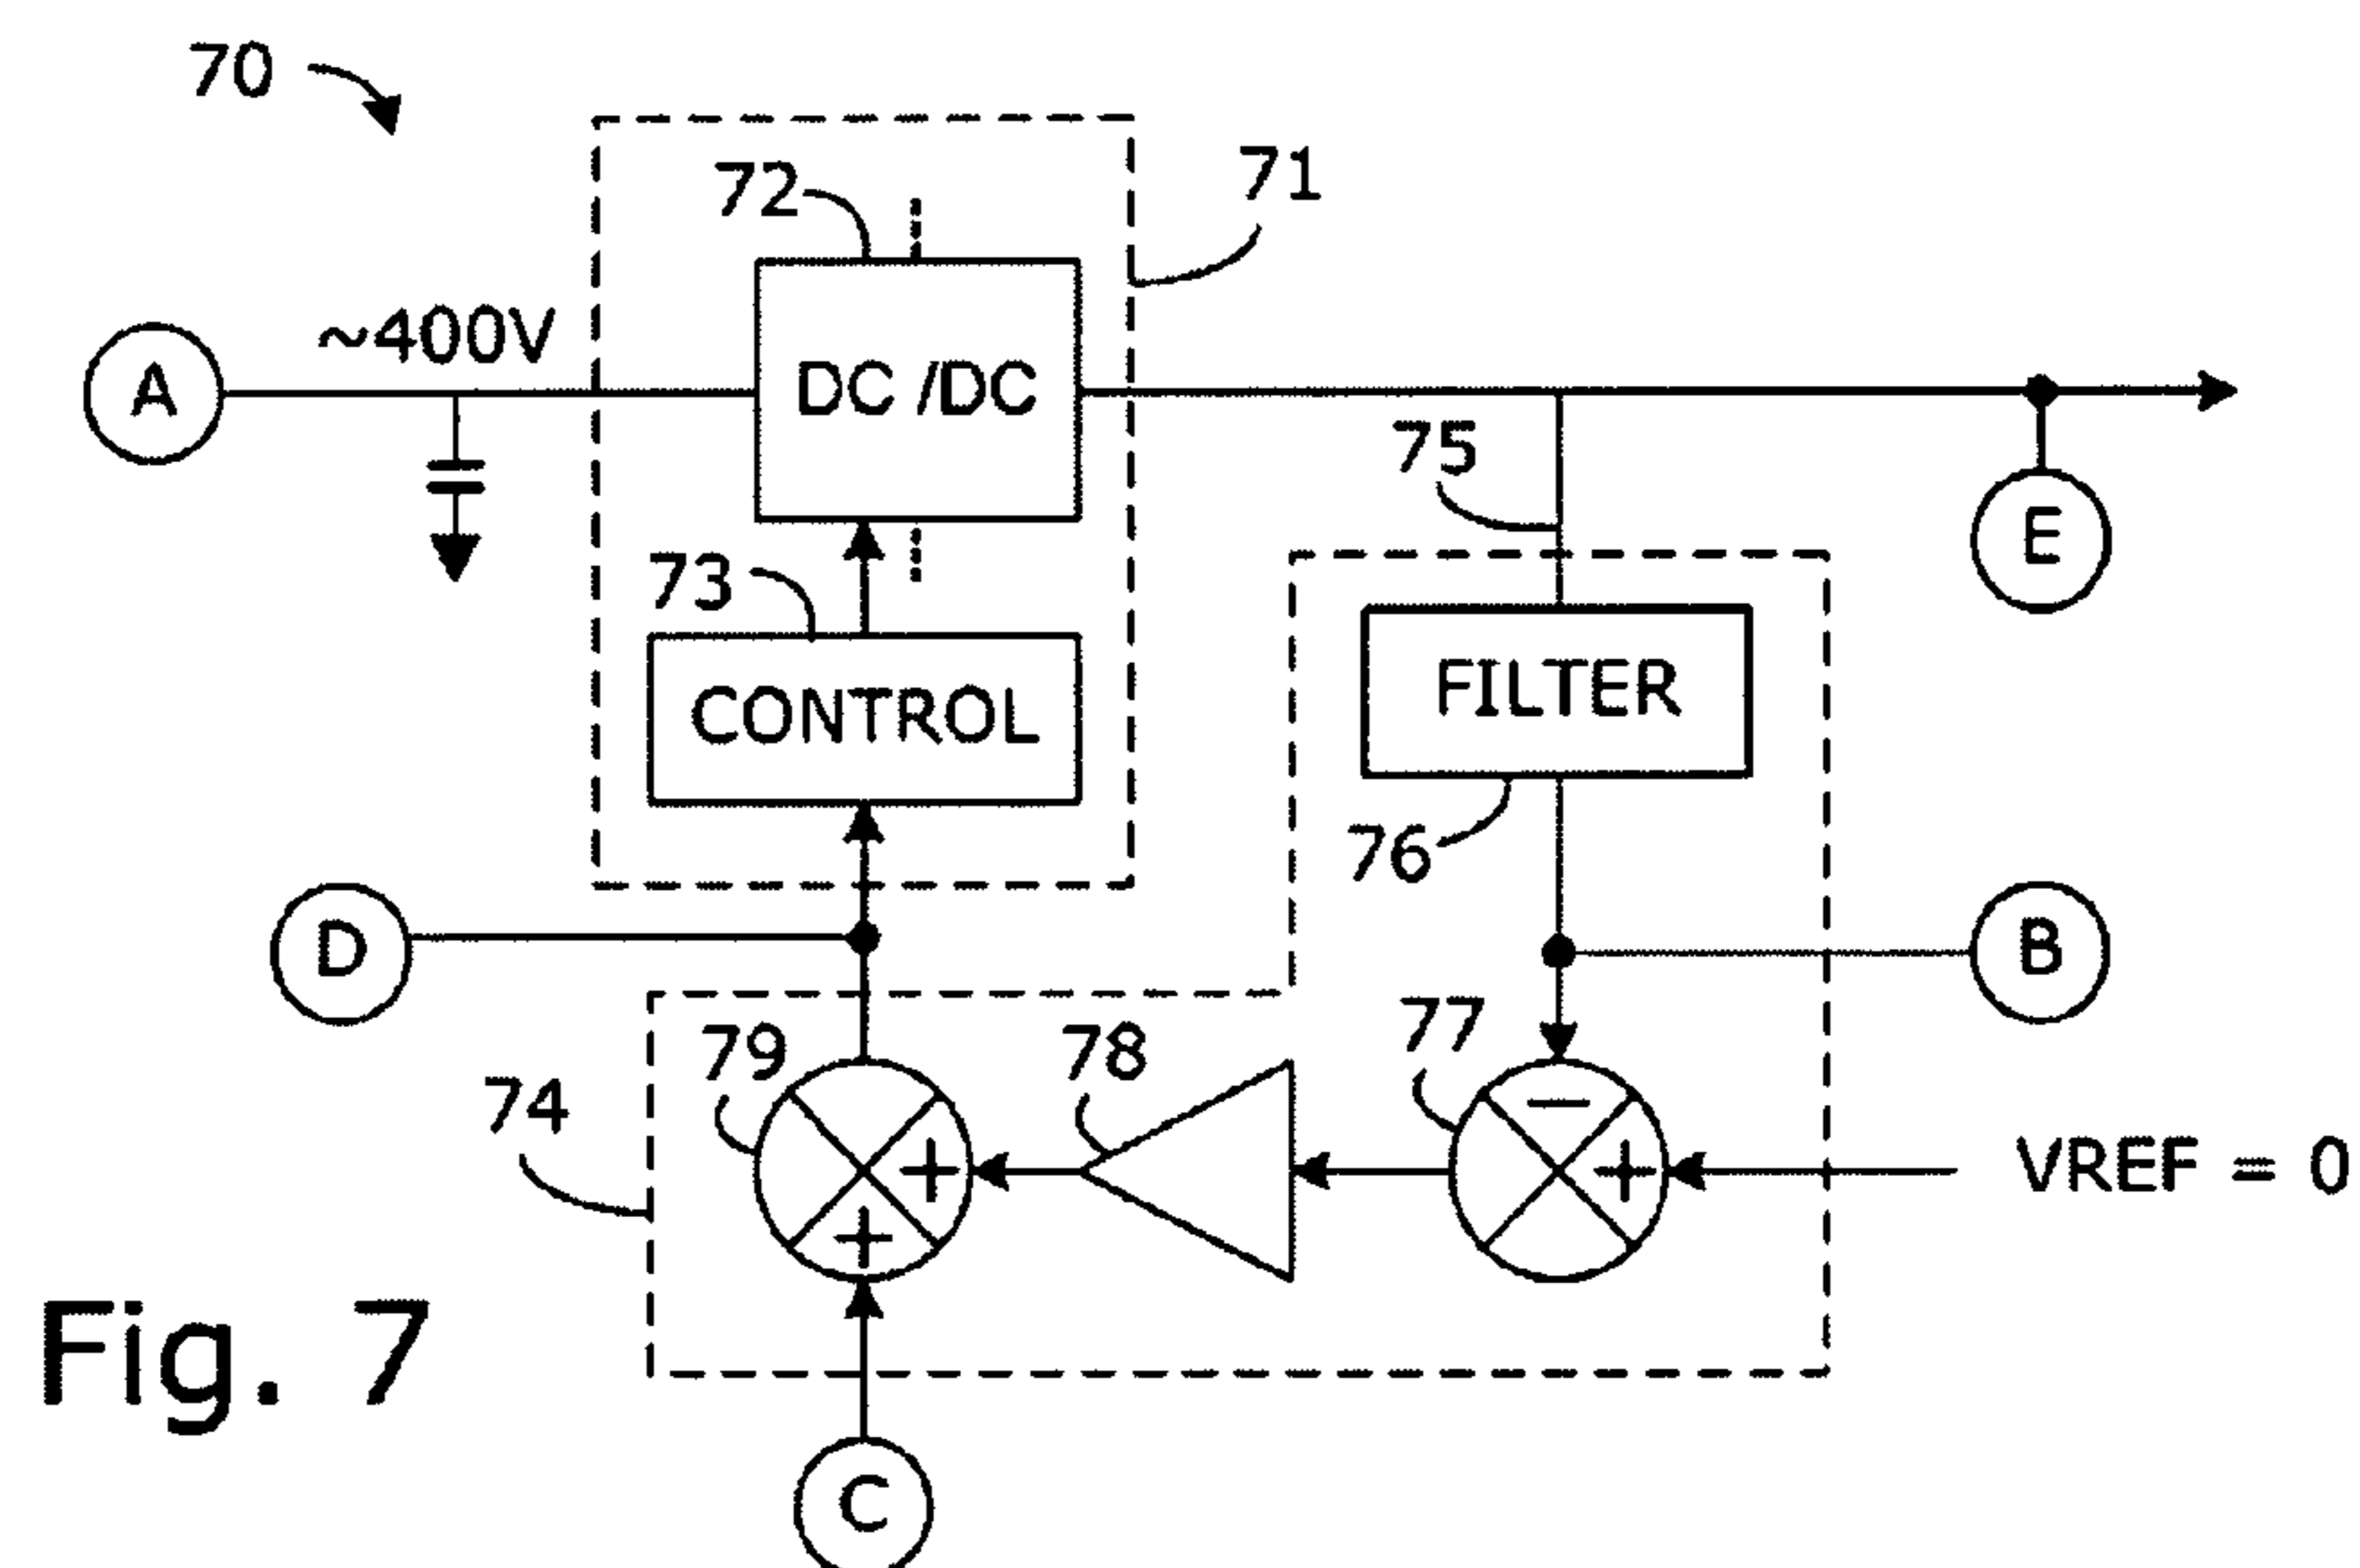 70
71
72
~400V
A
DC /DC
75
E
73
CONTROL
FILTER
76
D
B
79
78
77
74
VREF = 0
Fig. 7
C